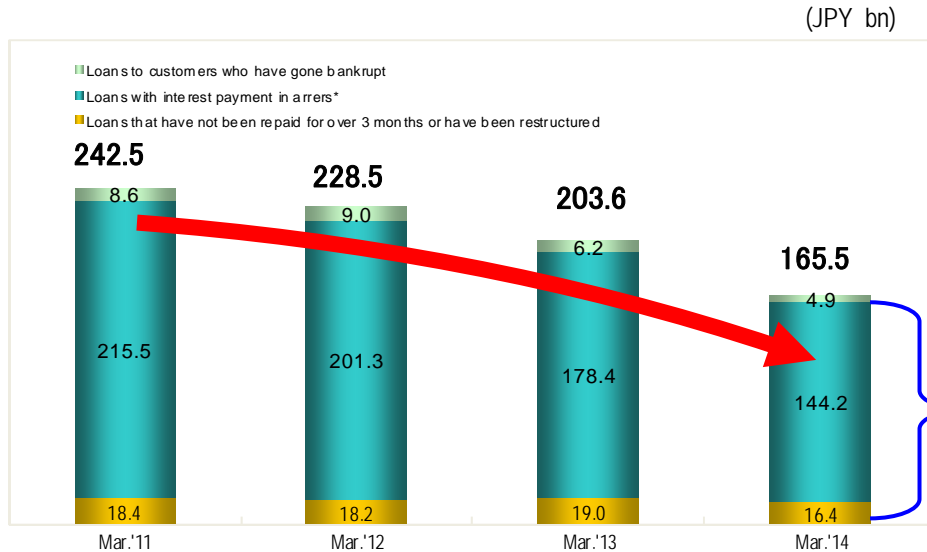 (JPY bn)
Loans to customers who have gone bankrupt
Loans with interest payment in arrers*
Loans that have not been repaid for over 3 months or have been restructured
242.5
228.5
203.6
165.5
8.6
9.0
6.2
4.9
215.5
201.3
178.4
144.2
18.4
18.2
19.0
16.4
Mar.'11
Mar.'12
Mar.'13
Mar.'14